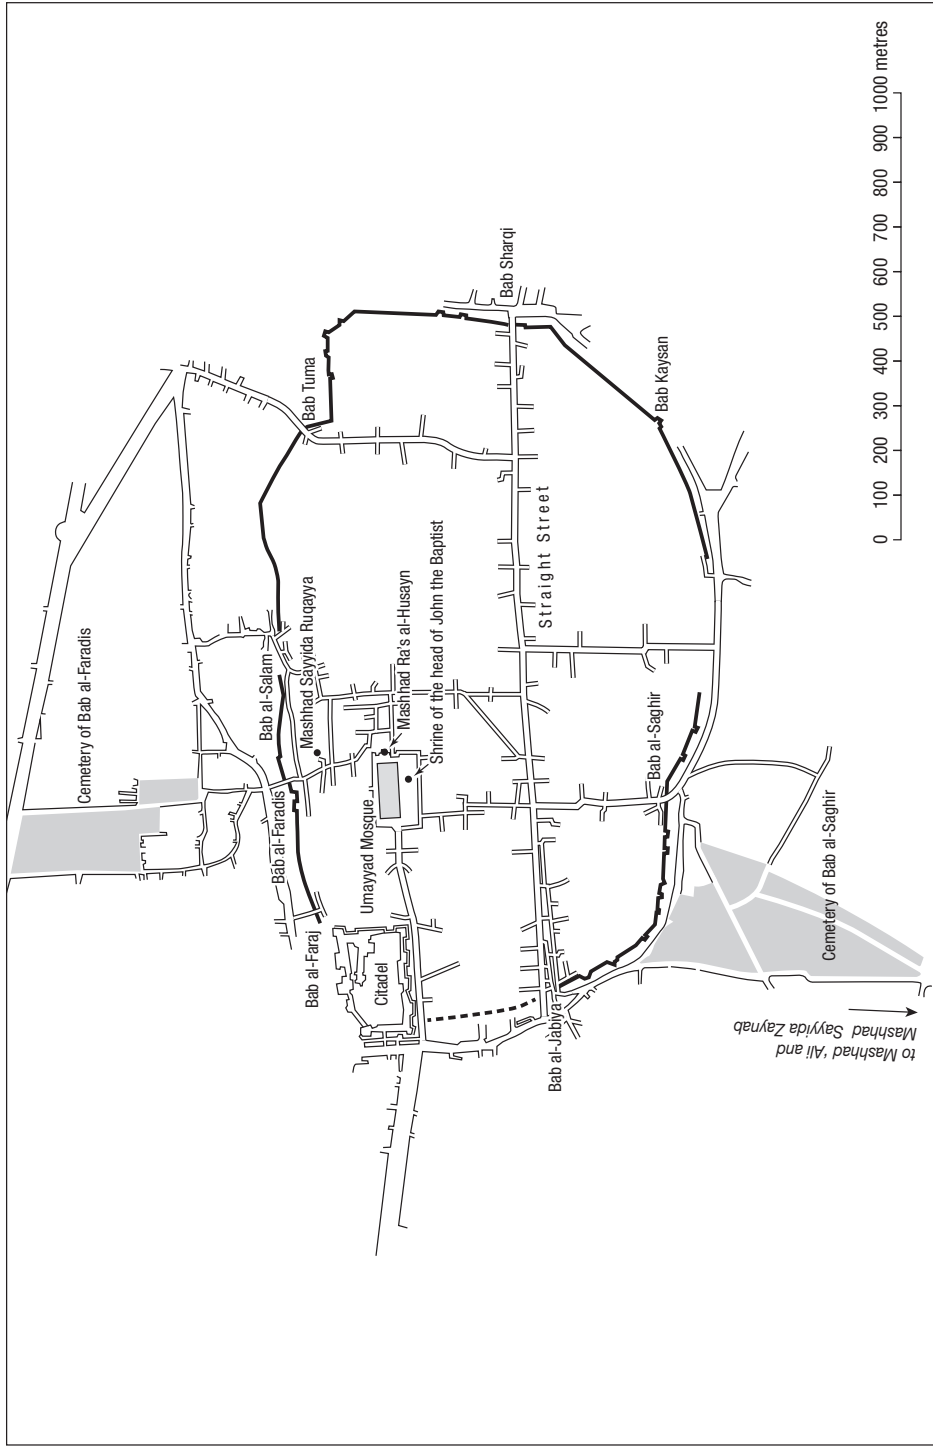 Cemetery of Bab al-Faradis
Bab al-Salam
Mashhad Sayyida Ruqayya
Bab Tuma
Bab al-Faradis
Bab al-Faraj
Citadel
Umayyad Mosque
Mashhad Ra's al-Husayn
Shrine of the head of John the Baptist
Bab Sharqi
Straight Street
Bab al-Jabiya
Bab al-Saghir
Bab Kaysan
Cemetery of Bab al-Saghir
to Mashhad 'Ali and
Mashhad Sayyida Zaynab
0 100 200 300 400 500 600 700 800 900 1000 metres